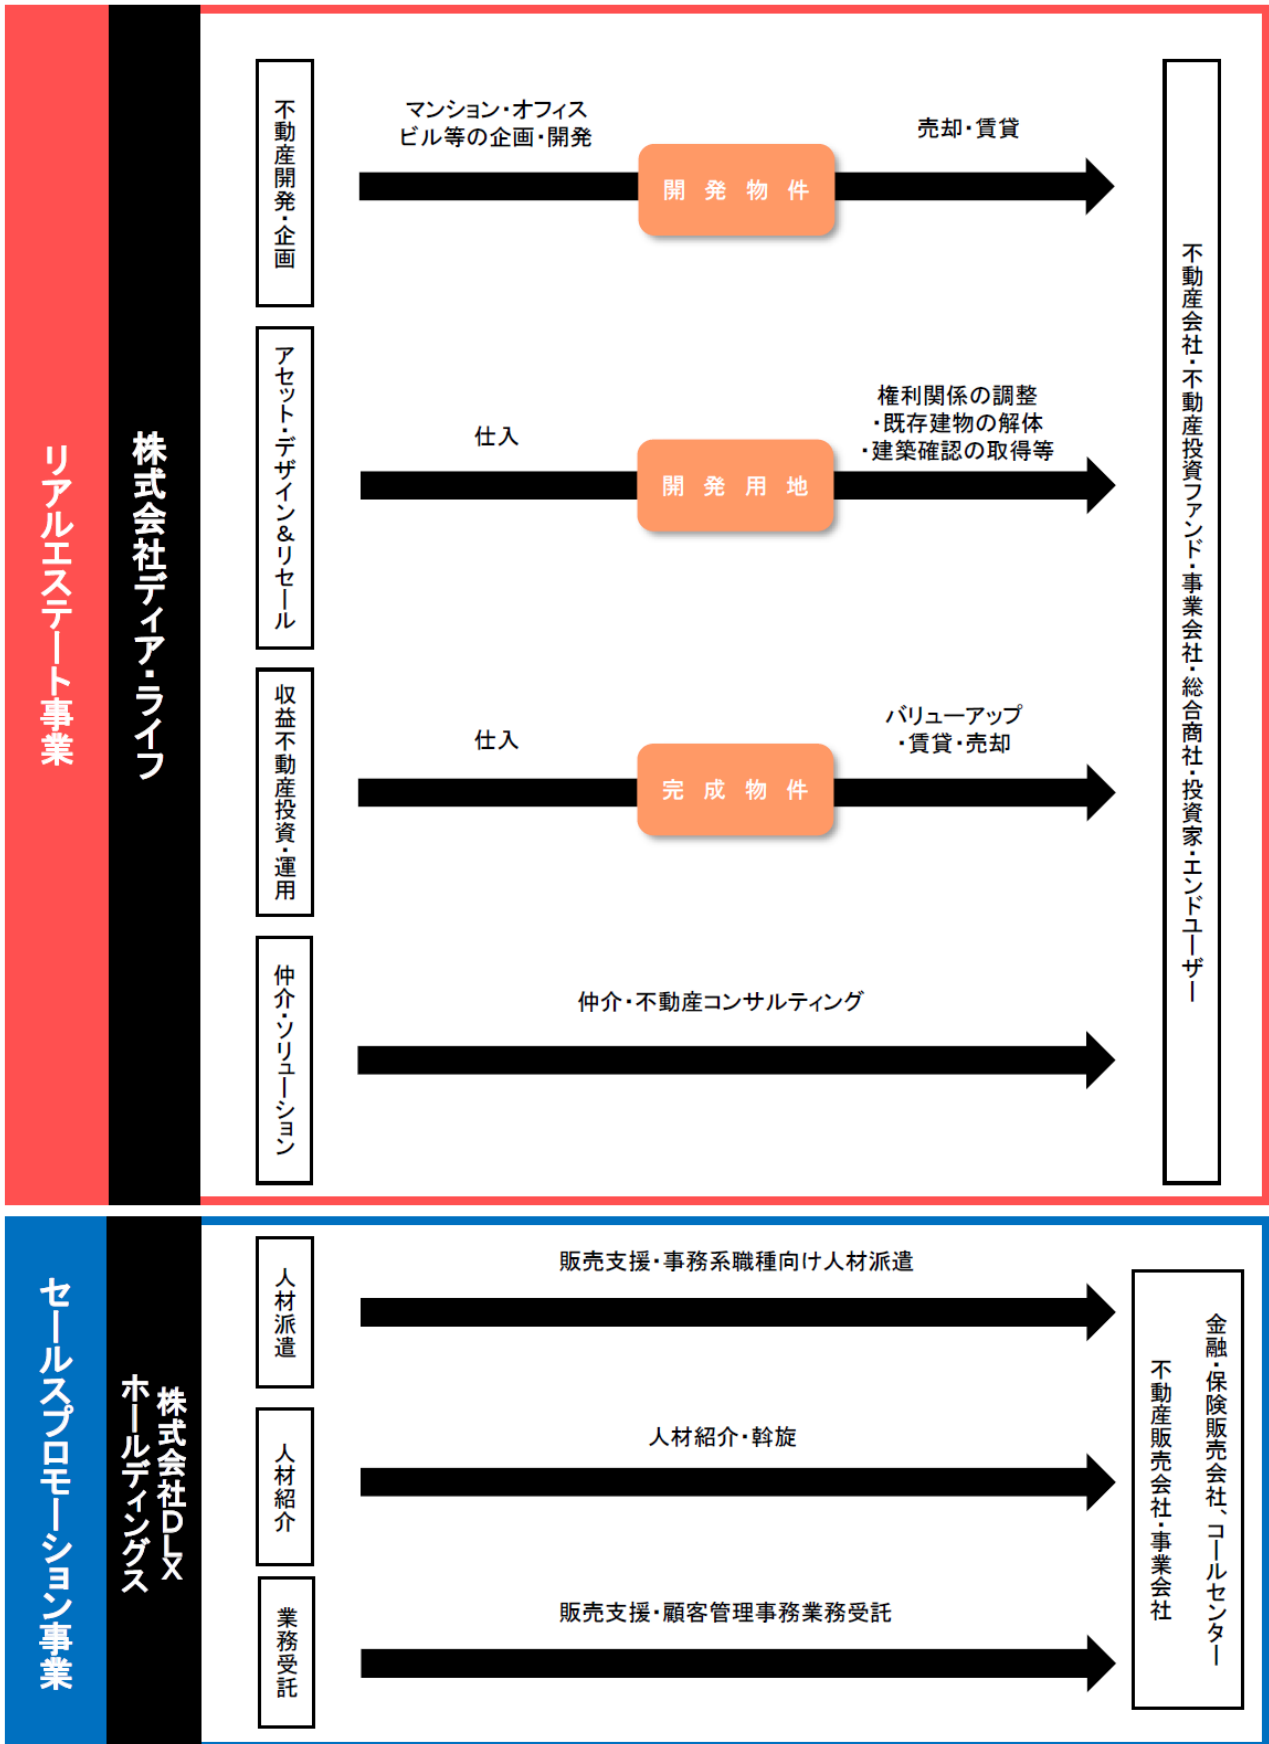 リアルエステート事業
株式会社ディア・ライフ
不動産開発・企画
マンション・オフィス
ビル等の企画・開発
開発物件
売却・賃貸
アセット・デザイン&リセール
仕入
開発用地
権利関係の調整
・既存建物の解体
・建築確認の取得等
収益不動産投資・運用
仕入
完成物件
バリューアップ
・賃貸・売却
仲介・ソリューション
仲介・不動産コンサルティング
不動産会社・不動産投資ファンド・事業会社・総合商社・投資家・エンドユーザー
セールスプロモーション事業
株式会社DLX
ホールディングス
人材派遣
販売支援・事務系職種向け人材派遣
人材紹介
人材紹介・斡旋
業務受託
販売支援・顧客管理事務業務受託
金融・保険販売会社、コールセンター
不動産販売会社・事業会社